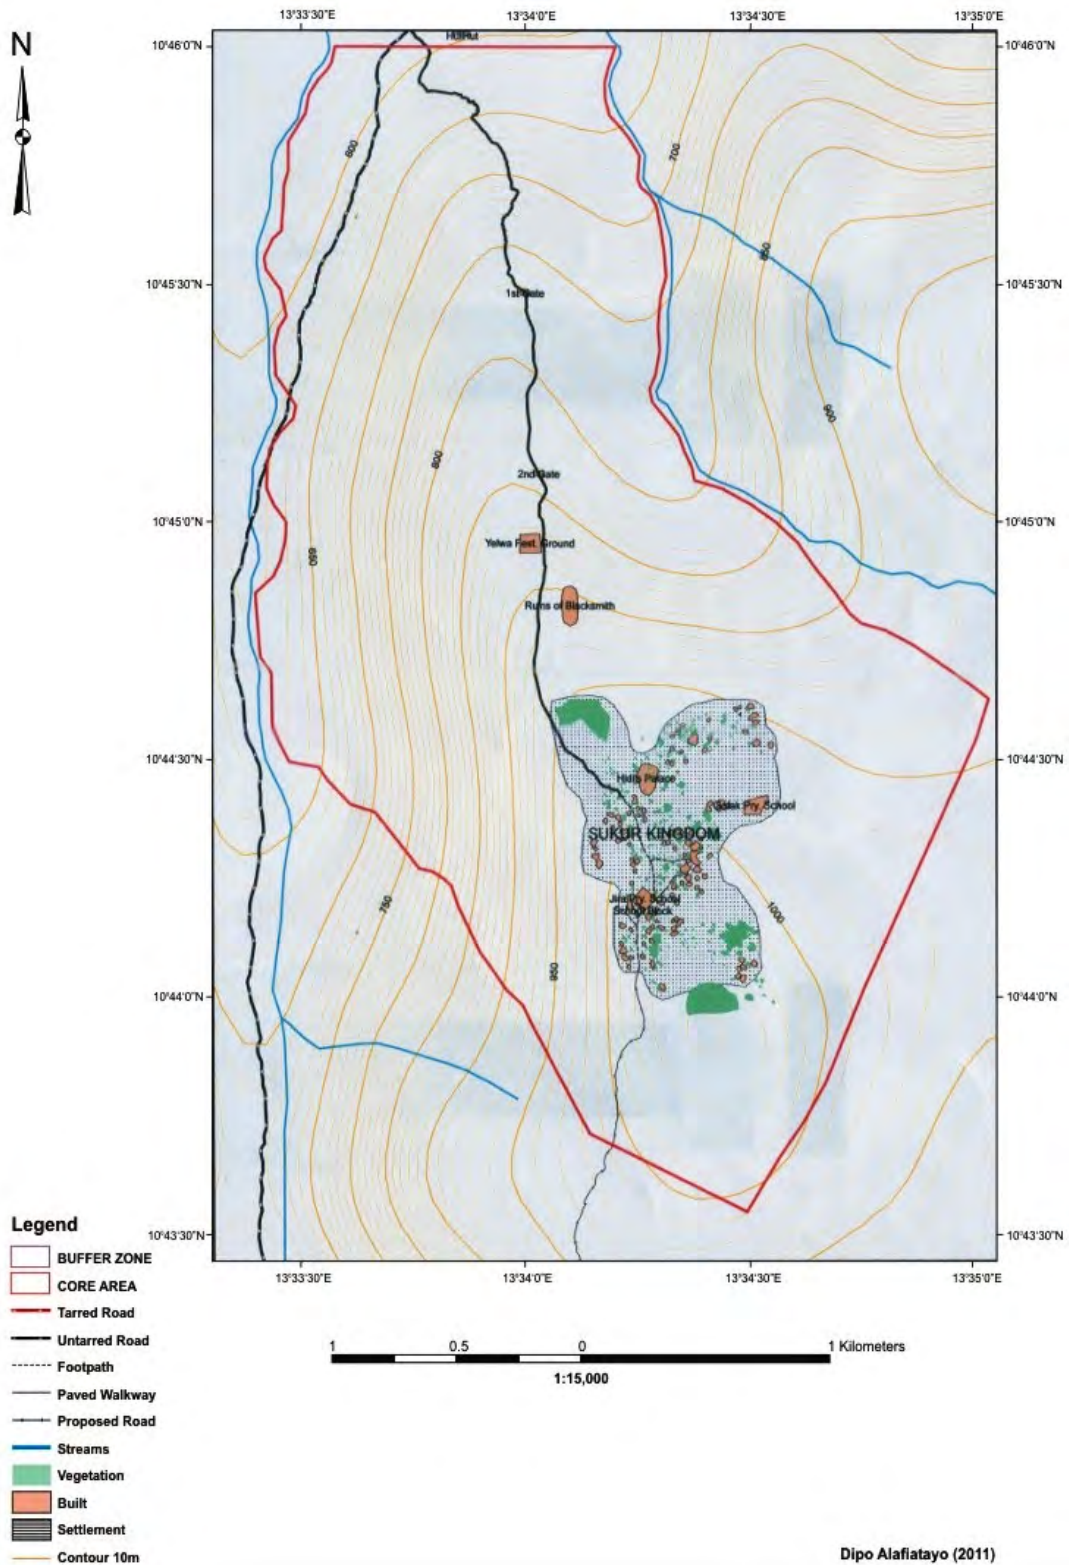 13°33'30"E 13°34'0"E 13°34'30"E 13°35'0"E
N
10°46'0"N 10°46'0"N
600
700
650
10°45'30"N 10°45'30"N
1st Gate
900
800
2nd Gate
10°45'0"N 10°45'0"N
Yelwa Fest. Ground
650
Ruins of Blacksmith
10°44'30"N 10°44'30"N
Hidi's Palace
Pry. School
SUKUR KINGDOM
Pry. School
School Block
750
1000
950
10°44'0"N 10°44'0"N
10°43'30"N 10°43'30"N
13°33'30"E 13°34'0"E 13°34'30"E 13°35'0"E
Legend
BUFFER ZONE
CORE AREA
Tarred Road
Untarred Road
Footpath
Paved Walkway
Proposed Road
Streams
Vegetation
Built
Settlement
Contour 10m
1 0.5 0 1 Kilometers
1:15,000
Dipo Alafiatayo (2011)